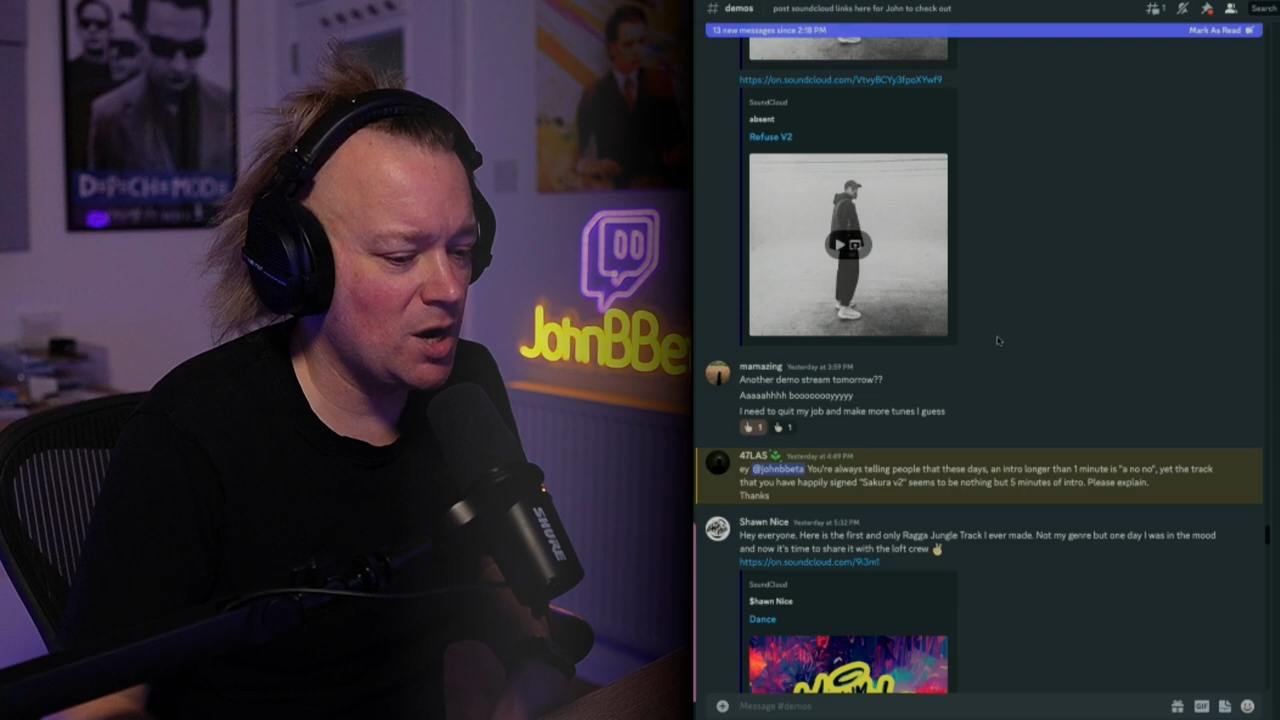 DEPECHE MODE
JohnBBe
SHURE
# demos
post soundcloud links here for John to check out
1
Search
13 new messages since 2:18 PM
Mark As Read
https://on.soundcloud.com/VtvyBCYy3fpoXYwf9
SoundCloud
absent
Refuse V2
mamazing Yesterday at 3:59 PM
Another demo stream tomorrow??
Aaaaahhhh boooooooyyyyy
I need to quit my job and make more tunes I guess
1 1
47LAS Yesterday at 4:49 PM
ey @johnbbeta You're always telling people that these days, an intro longer than 1 minute is "a no no", yet the track
that you have happily signed "Sakura v2" seems to be nothing but 5 minutes of intro. Please explain.
Thanks
Shawn Nice Yesterday at 5:32 PM
Hey everyone. Here is the first and only Ragga Jungle Track I ever made. Not my genre but one day I was in the mood
and now it's time to share it with the loft crew ✌
https://on.soundcloud.com/9i3m1
SoundCloud
$hawn Nice
Dance
Message #demos
GIF